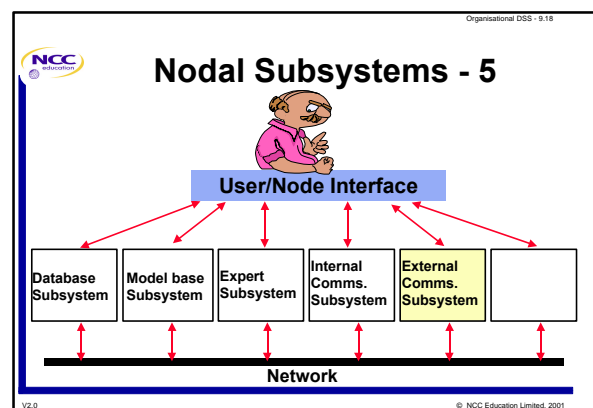 Organisational DSS - 9.18
NCC
education
Nodal Subsystems - 5
User/Node Interface
Database
Subsystem
Model base
Subsystem
Expert
Subsystem
Internal
Comms.
Subsystem
External
Comms.
Subsystem
Network
V2.0
© NCC Education Limited, 2001